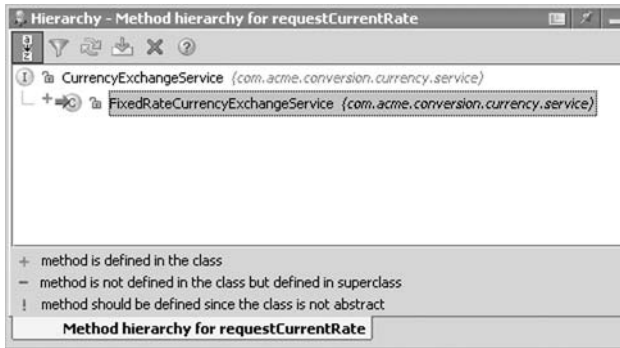 Hierarchy - Method hierarchy for requestCurrentRate
CurrencyExchangeService (com.acme.conversion.currency.service)
+ FixedRateCurrencyExchangeService (com.acme.conversion.currency.service)
+ method is defined in the class
- method is not defined in the class but defined in superclass
! method should be defined since the class is not abstract
Method hierarchy for requestCurrentRate